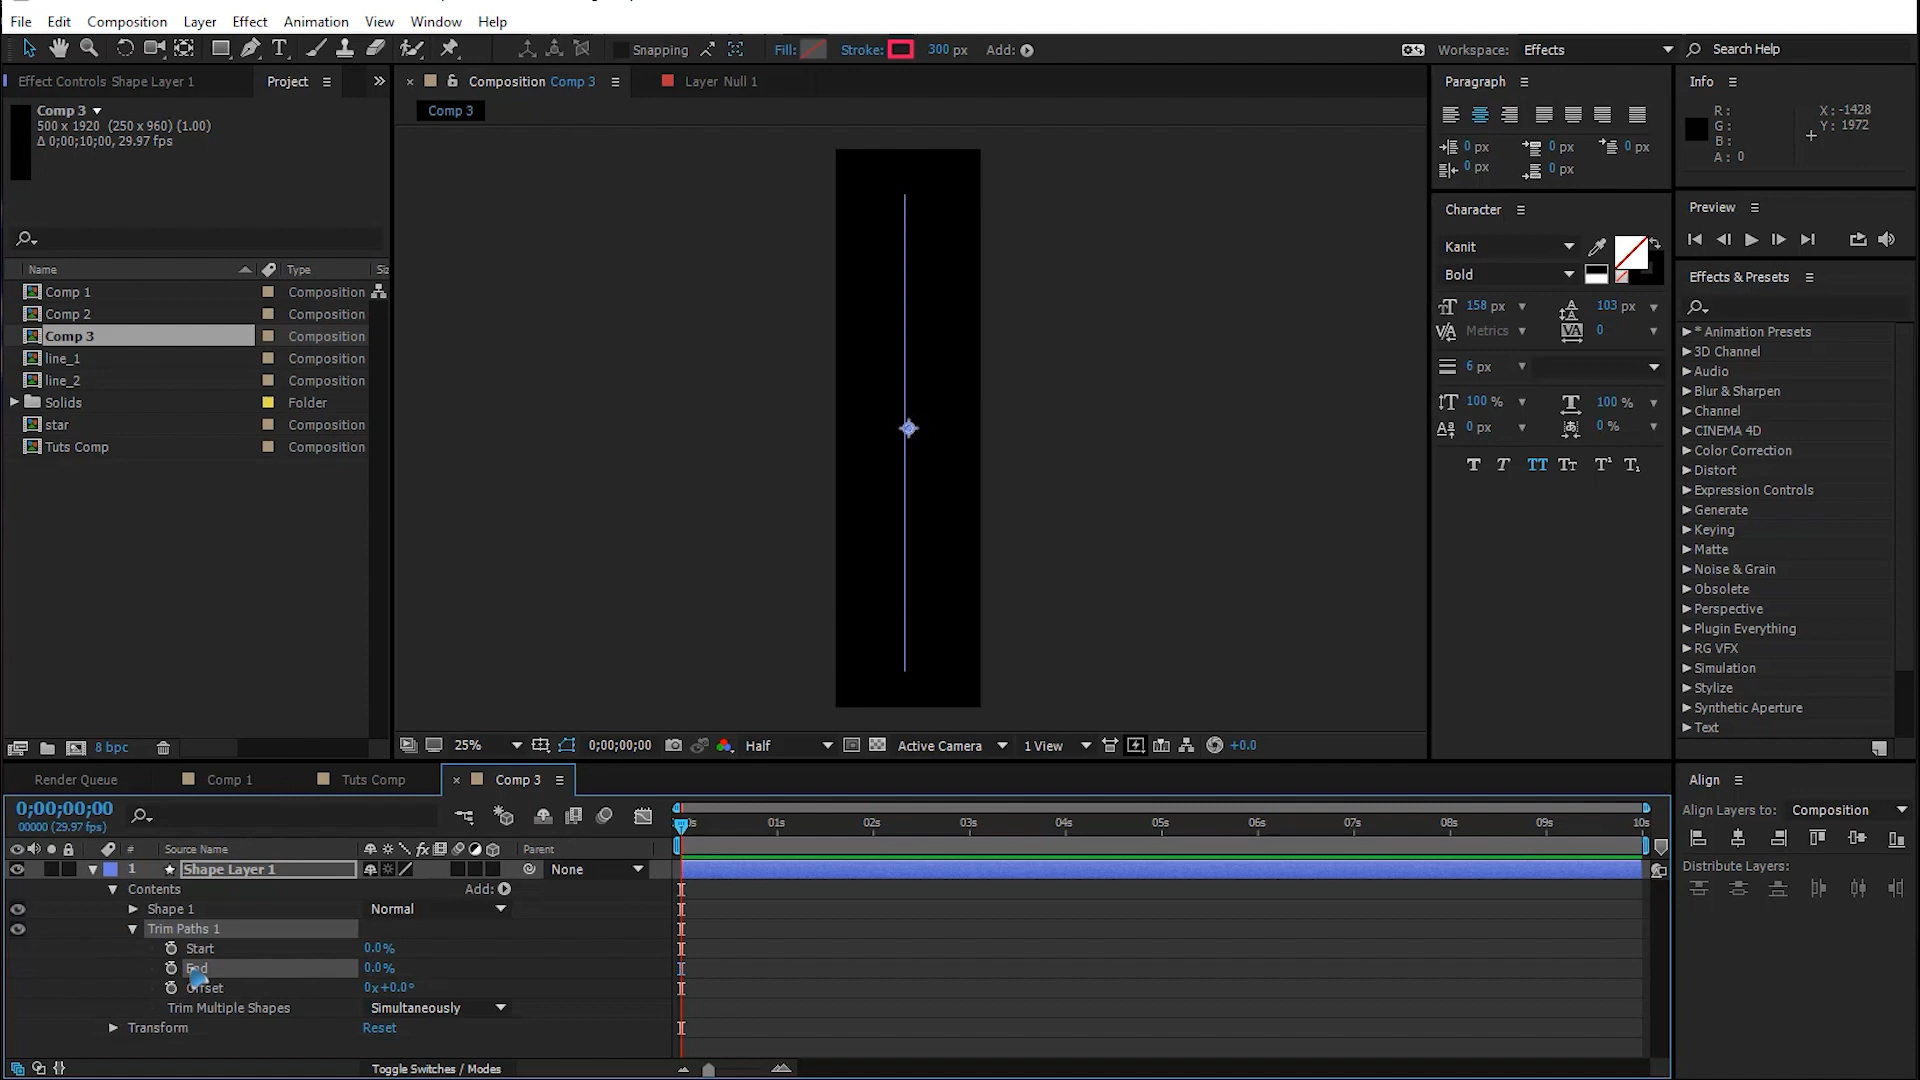 File Edit Composition Layer Effect Animation View Window Help
Snapping Fill: Stroke: 300 px Add: Workspace: Effects Search Help
Effect Controls Shape Layer 1 Project
Comp 3
500 x 1920 (250 x 960) (1.00)
Δ 0;00;10;00, 29.97 fps
Name Type
Comp 1 Composition
Comp 2 Composition
Comp 3 Composition
line_1 Composition
line_2 Composition
Solids Folder
star Composition
Tuts Comp Composition
8 bpc
Composition Comp 3 Layer Null 1
Comp 3
25% 0;00;00;00 Half Active Camera 1 View +0.0
Paragraph
0 px 0 px 0 px
0 px 0 px
Character
Kanit
Bold
158 px 103 px
Metrics 0
6 px
100 % 100 %
0 px 0 %
T T TT Tт T¹ T₁
Info
R: X: -1428
G: Y: 1972
B:
A: 0
Preview
Effects & Presets
* Animation Presets
3D Channel
Audio
Blur & Sharpen
Channel
CINEMA 4D
Color Correction
Distort
Expression Controls
Generate
Keying
Matte
Noise & Grain
Obsolete
Perspective
Plugin Everything
RG VFX
Simulation
Stylize
Synthetic Aperture
Text
Render Queue Comp 1 Tuts Comp Comp 3
0;00;00;00
00000 (29.97 fps)
01s 02s 03s 04s 05s 06s 07s 08s 09s 10s
# Source Name Parent
1 Shape Layer 1 None
Contents Add:
Shape 1 Normal
Trim Paths 1
Start 0.0%
End 0.0%
Offset 0x+0.0°
Trim Multiple Shapes Simultaneously
Transform Reset
Toggle Switches / Modes
Align
Align Layers to: Composition
Distribute Layers: